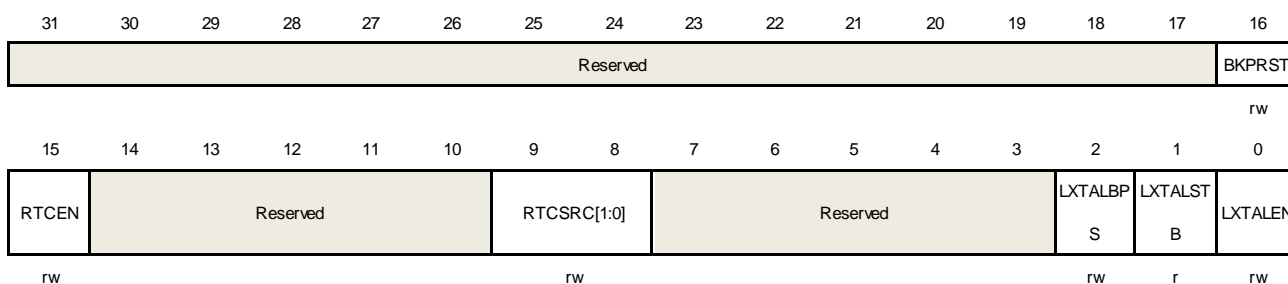 31 30 29 28 27 26 25 24 23 22 21 20 19 18 17 16
Reserved BKPRST
rw
15 14 13 12 11 10 9 8 7 6 5 4 3 2 1 0
RTCEN Reserved RTCSRC[1:0] Reserved LXTALBP LXTALST LXTALEN
S B
rw rw rw r rw